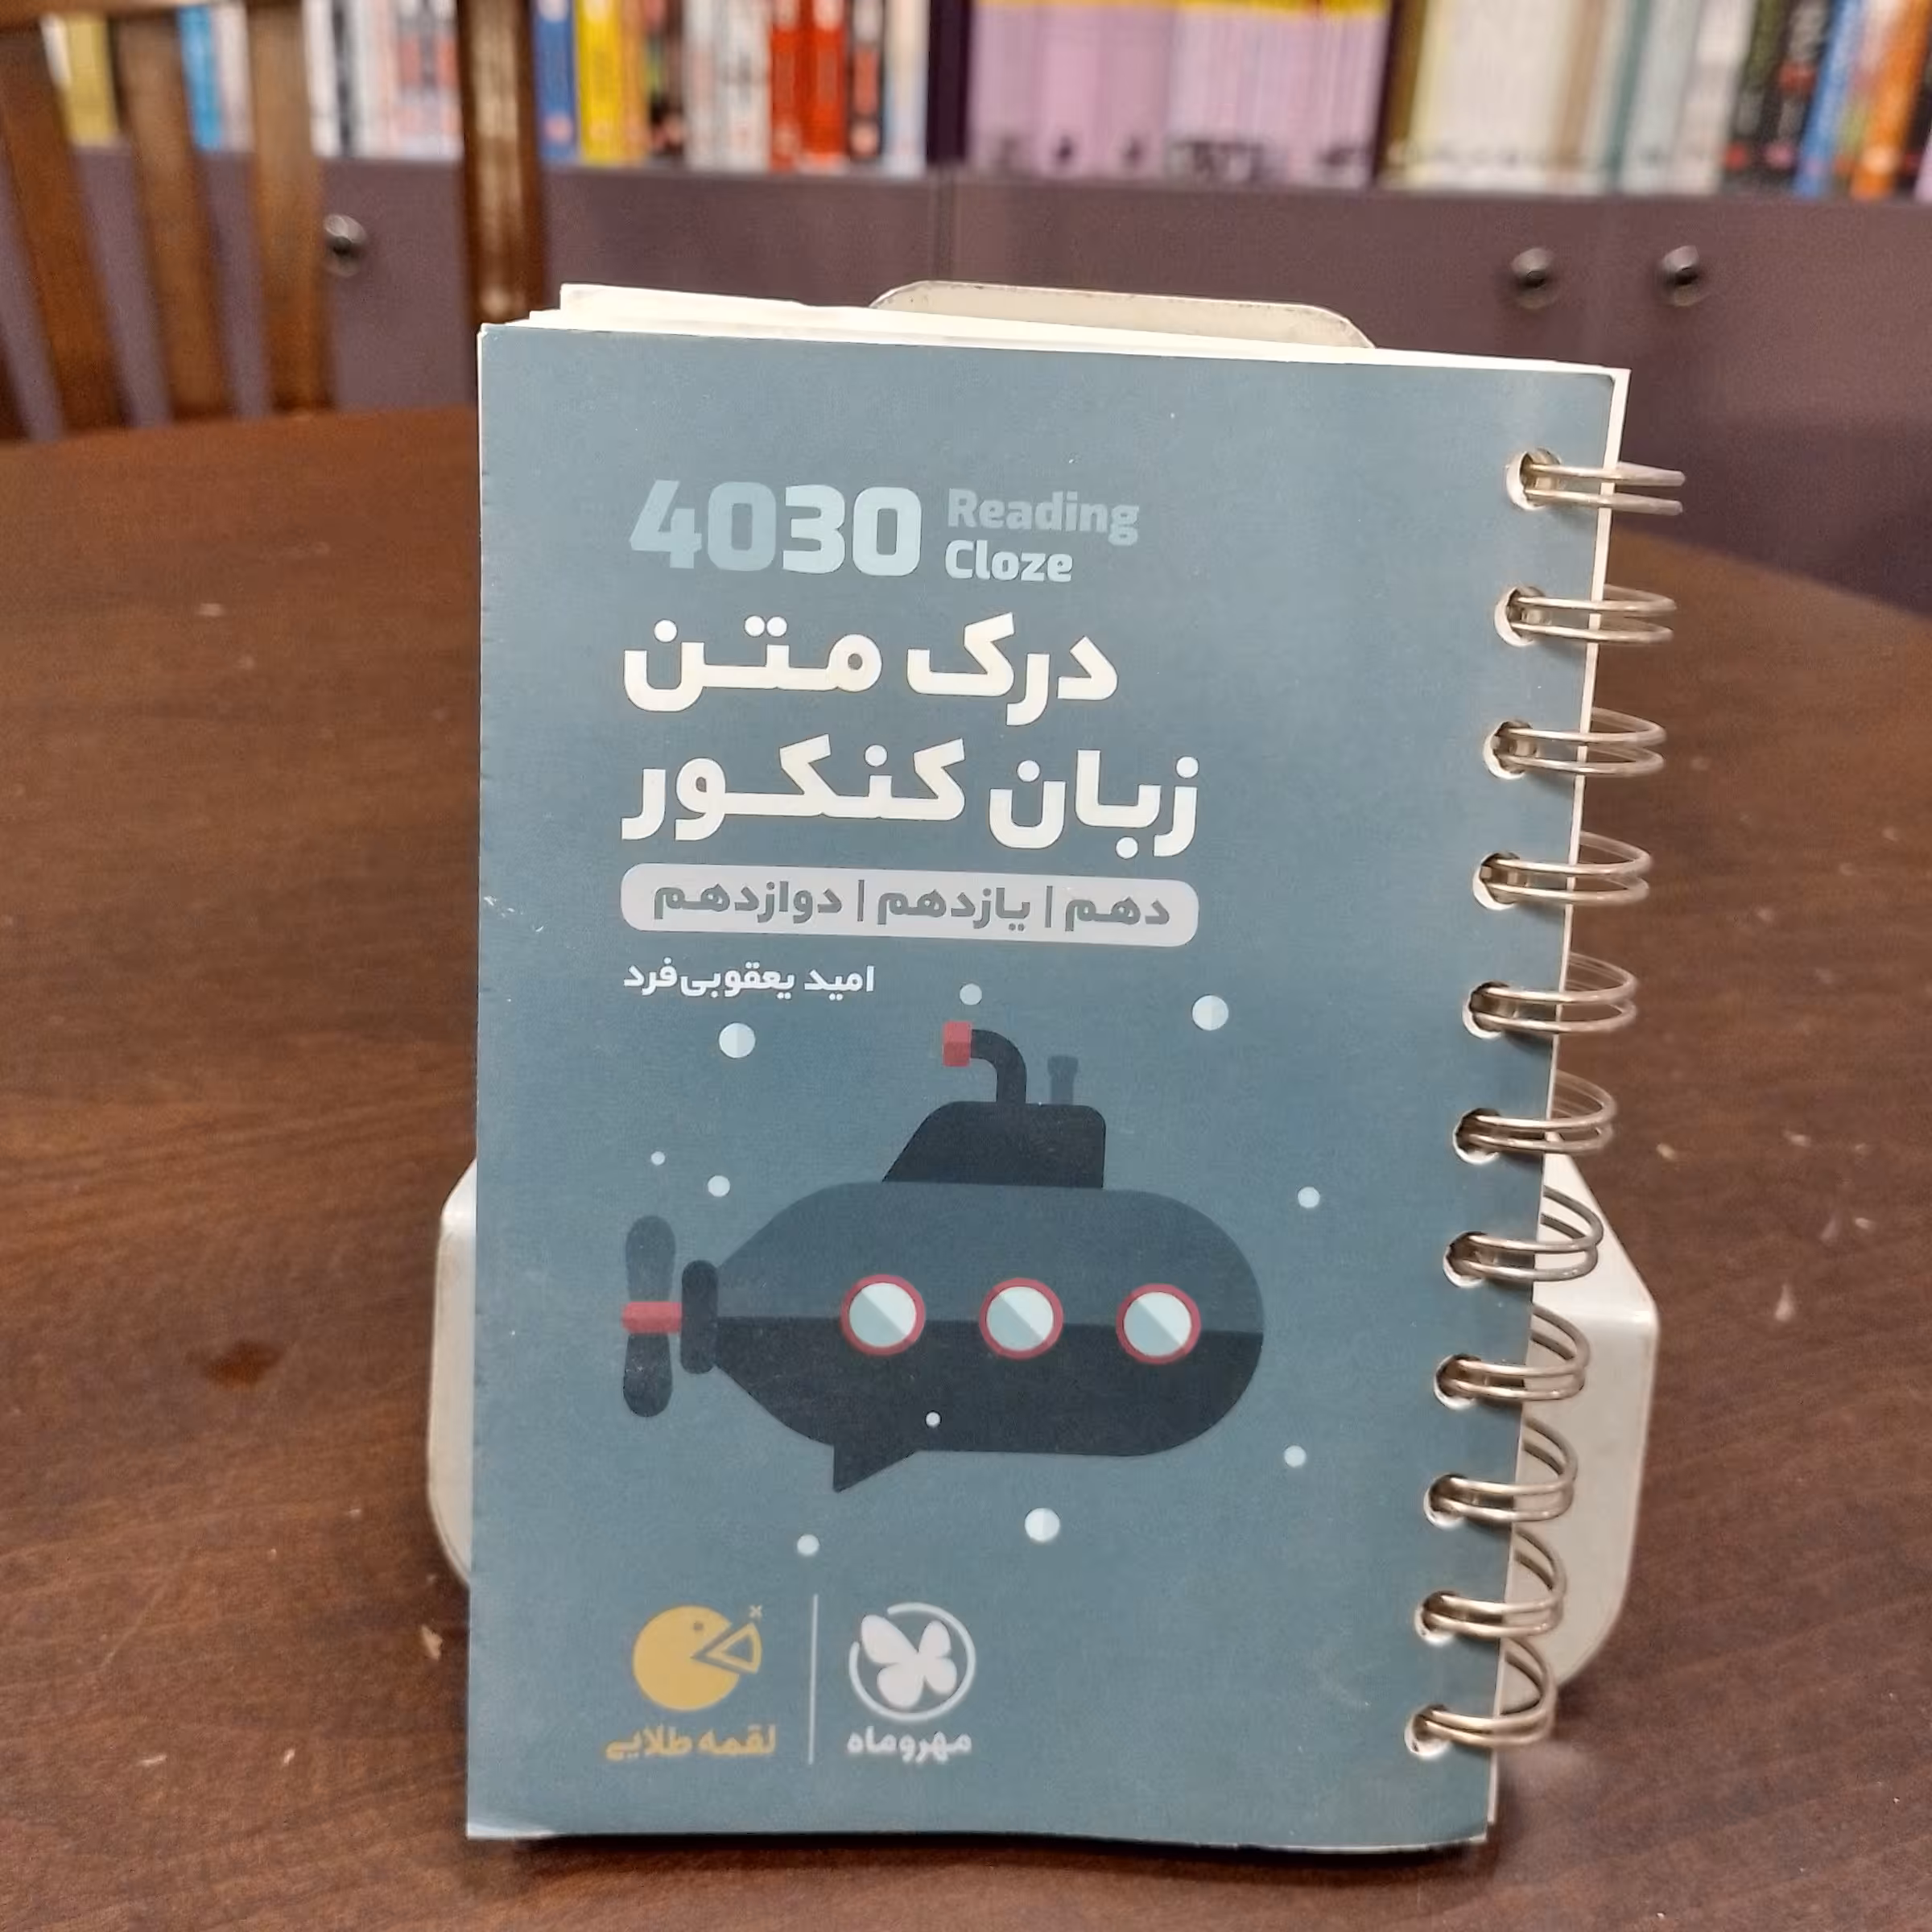 4030 Reading
Cloze
درک متن
زبان کنکور
دهم | یازدهم | دوازدهم
امید یعقوبی‌فرد
مهروماه
لقمه طلایی